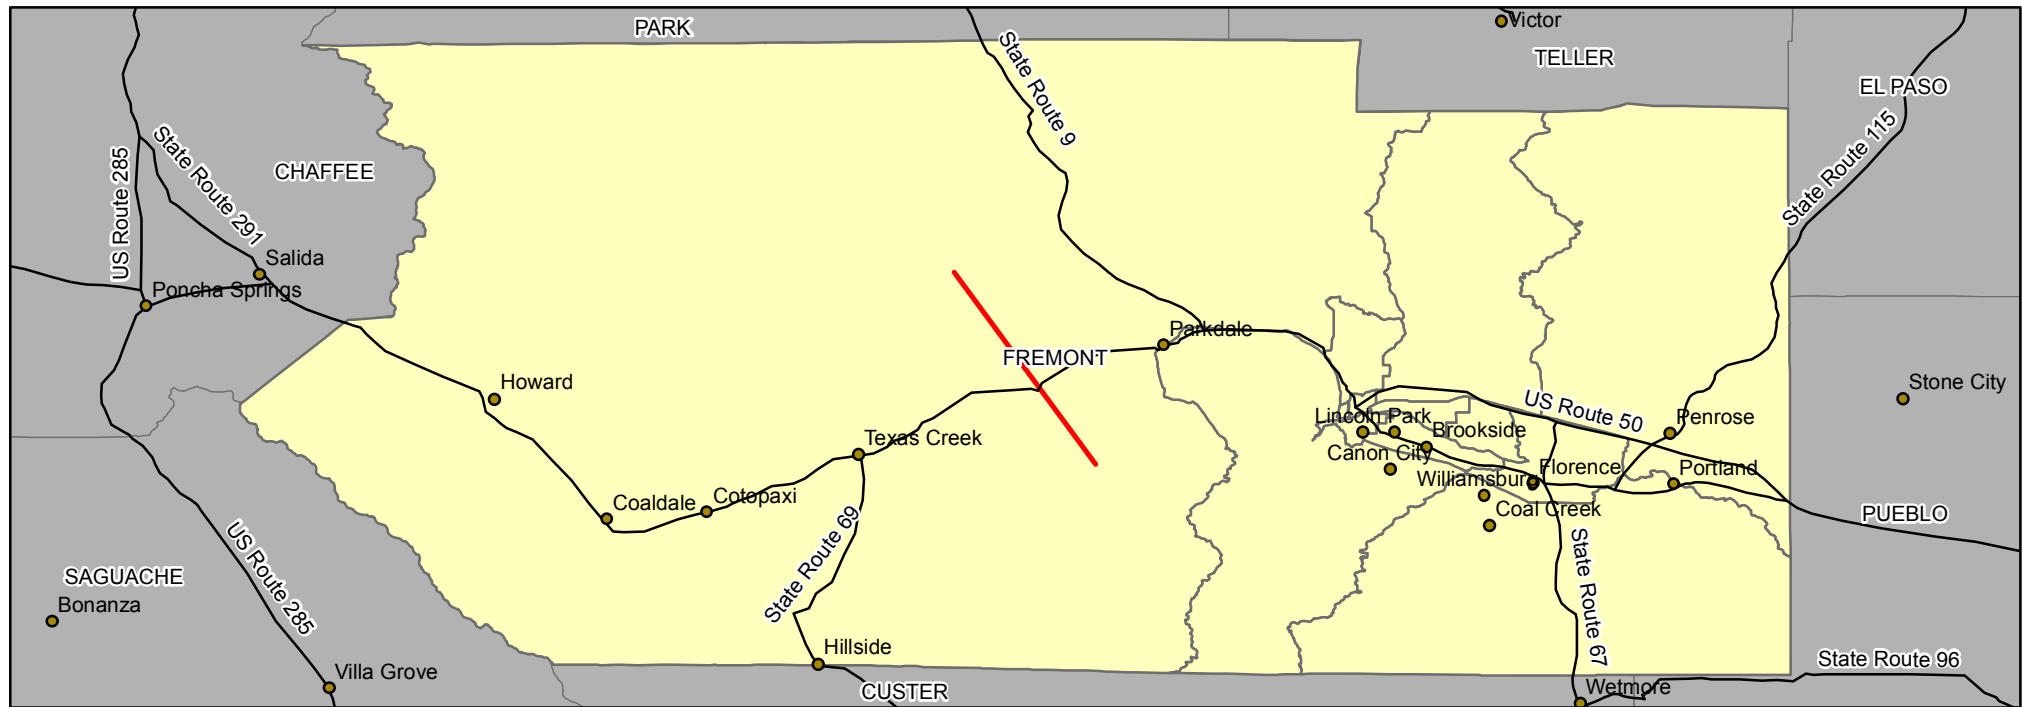 Victor
PARK
TELLER
State Route 9
EL PASO
State Route 115
US Route 285
State Route 291
CHAFFEE
Salida
Poncha Springs
Parkdale
FREMONT
Howard
Stone City
US Route 50
Lincoln Park
Penrose
Brookside
Texas Creek
Canon City
Florence
Portland
Williamsburg
Coaldale
Cotopaxi
Coal Creek
PUEBLO
State Route 69
US Route 285
State Route 67
SAGUACHE
Bonanza
Hillside
State Route 96
Villa Grove
CUSTER
Wetmore